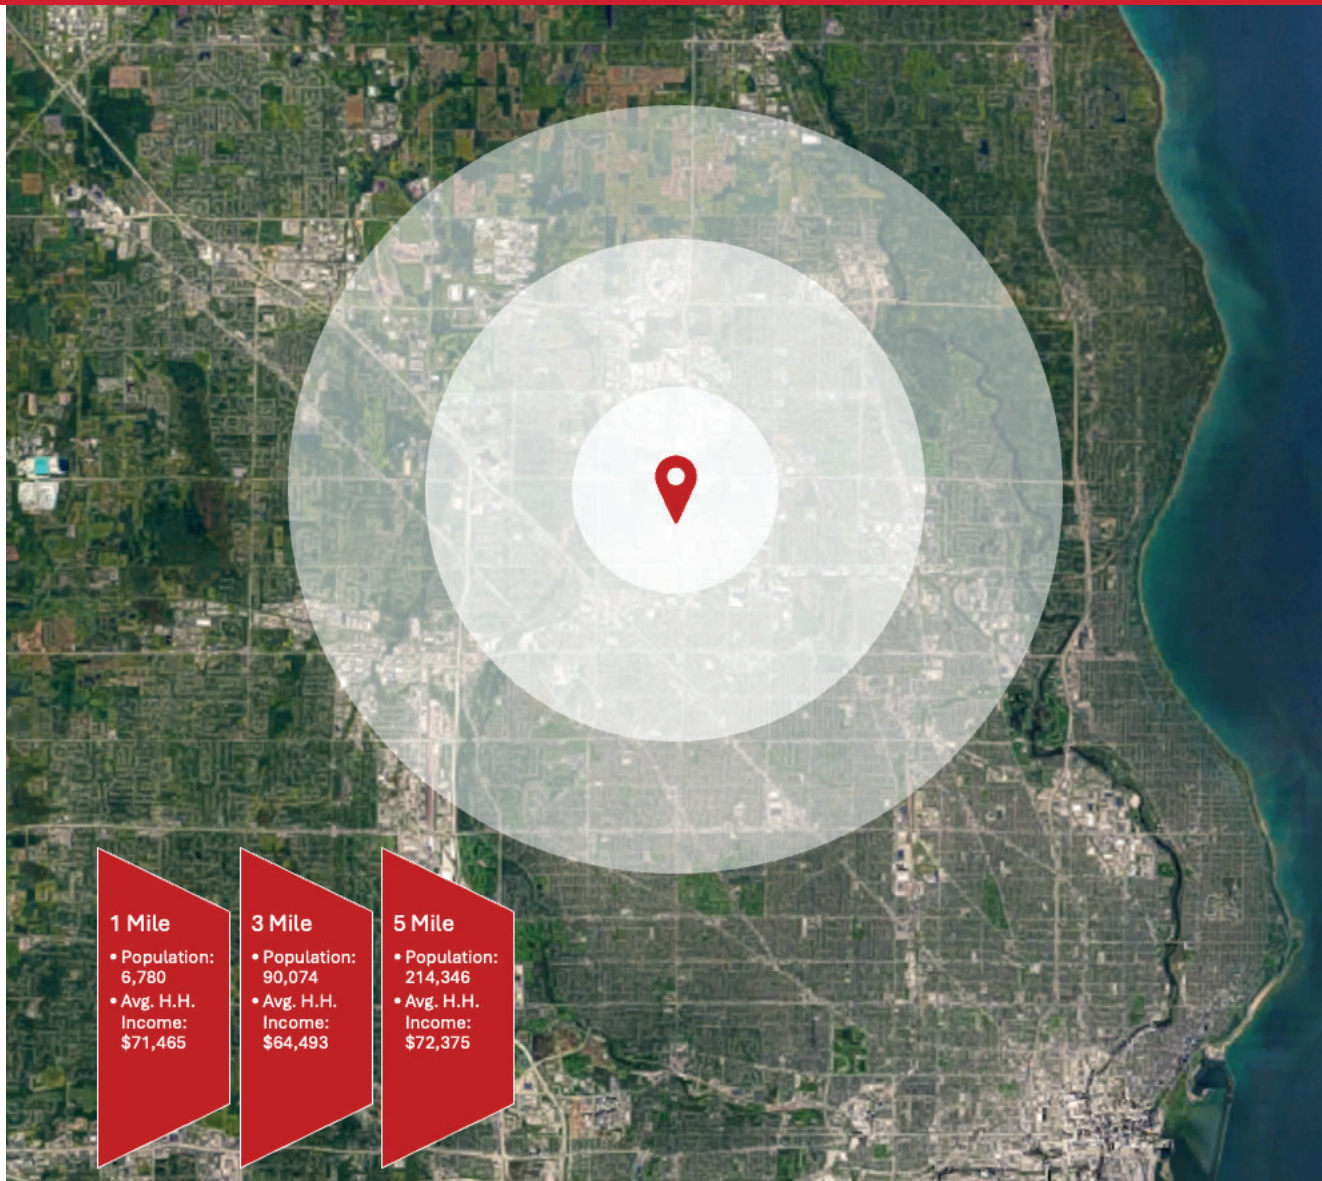 1 Mile
• Population:
6,780
• Avg. H.H.
Income:
$71,465
3 Mile
• Population:
90,074
• Avg. H.H.
Income:
$64,493
5 Mile
• Population:
214,346
• Avg. H.H.
Income:
$72,375